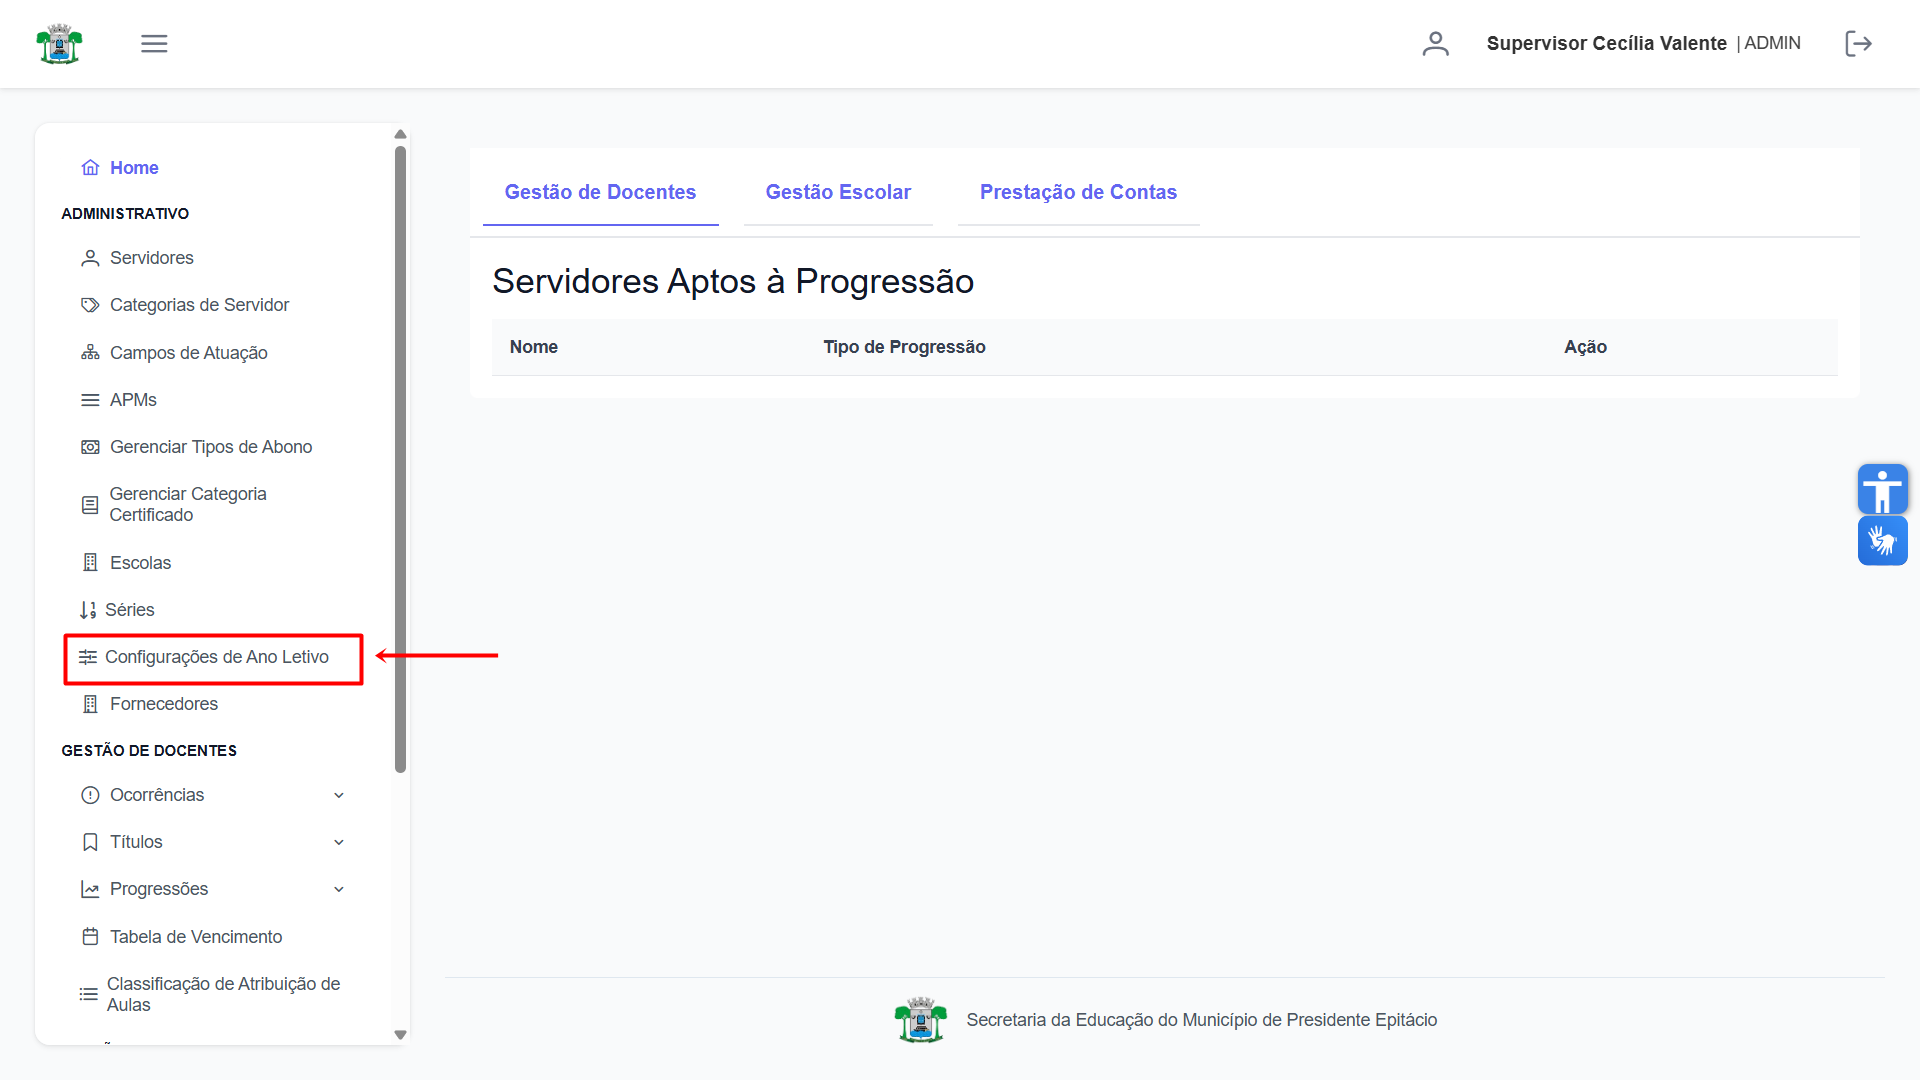 Supervisor Cecília Valente | ADMIN
Home
ADMINISTRATIVO
Servidores
Categorias de Servidor
Campos de Atuação
APMs
Gerenciar Tipos de Abono
Gerenciar Categoria
Certificado
Escolas
Séries
Configurações de Ano Letivo
Fornecedores
GESTÃO DE DOCENTES
Ocorrências
Títulos
Progressões
Tabela de Vencimento
Classificação de Atribuição de
Aulas
Gestão de Docentes
Gestão Escolar
Prestação de Contas
Servidores Aptos à Progressão
Nome
Tipo de Progressão
Ação
Secretaria da Educação do Município de Presidente Epitácio